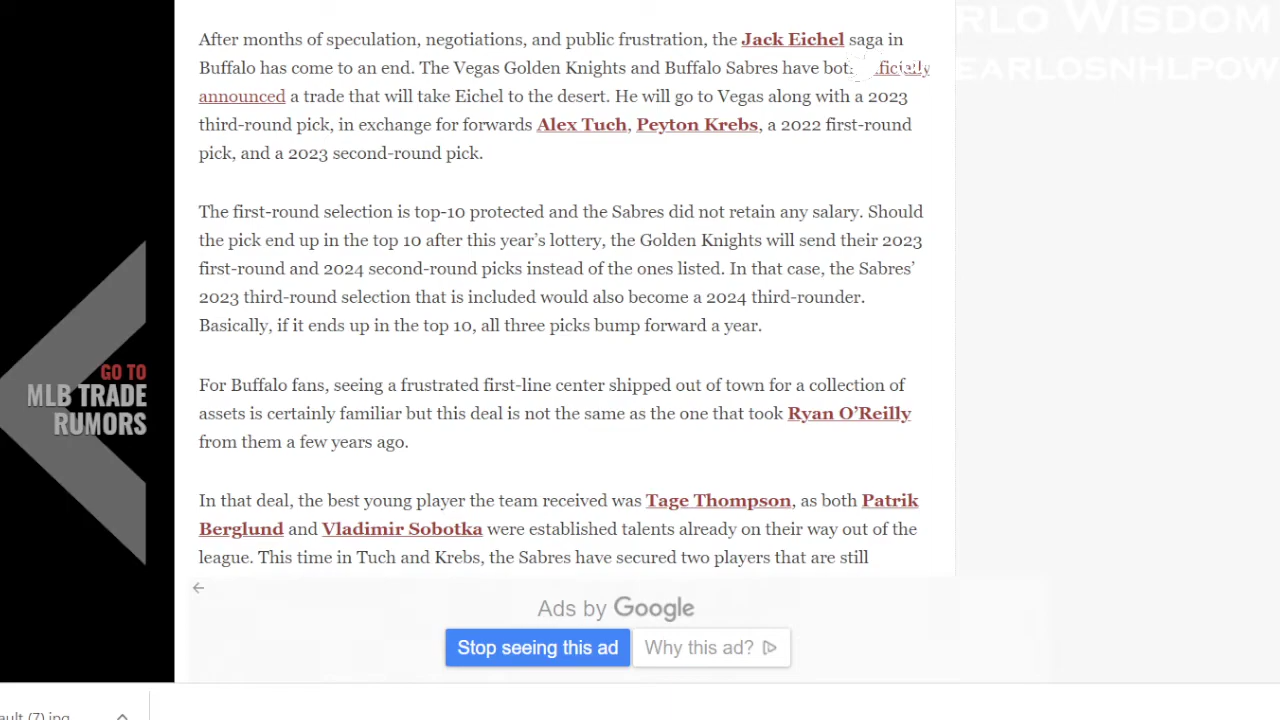 RLO WISDOM
EARLOSNHLPOW
After months of speculation, negotiations, and public frustration, the Jack Eichel saga in
Buffalo has come to an end. The Vegas Golden Knights and Buffalo Sabres have both officially
announced a trade that will take Eichel to the desert. He will go to Vegas along with a 2023
third-round pick, in exchange for forwards Alex Tuch, Peyton Krebs, a 2022 first-round
pick, and a 2023 second-round pick.
The first-round selection is top-10 protected and the Sabres did not retain any salary. Should
the pick end up in the top 10 after this year's lottery, the Golden Knights will send their 2023
first-round and 2024 second-round picks instead of the ones listed. In that case, the Sabres'
2023 third-round selection that is included would also become a 2024 third-rounder.
Basically, if it ends up in the top 10, all three picks bump forward a year.
For Buffalo fans, seeing a frustrated first-line center shipped out of town for a collection of
assets is certainly familiar but this deal is not the same as the one that took Ryan O'Reilly
from them a few years ago.
In that deal, the best young player the team received was Tage Thompson, as both Patrik
Berglund and Vladimir Sobotka were established talents already on their way out of the
league. This time in Tuch and Krebs, the Sabres have secured two players that are still
GO TO
MLB TRADE
RUMORS
Ads by Google
Stop seeing this ad
Why this ad?
ault (7).jpg